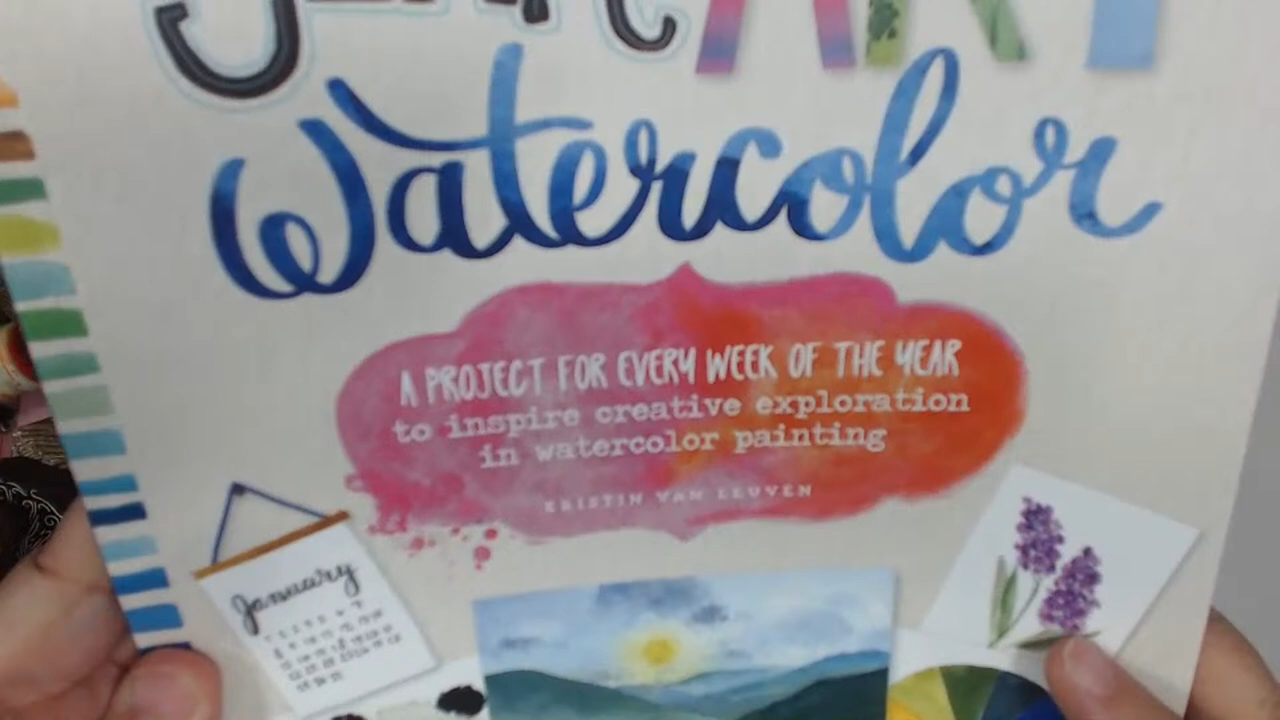 Watercolor
A PROJECT FOR EVERY WEEK OF THE YEAR
to inspire creative exploration
in watercolor painting
KRISTIN VAN LEUVEN
January